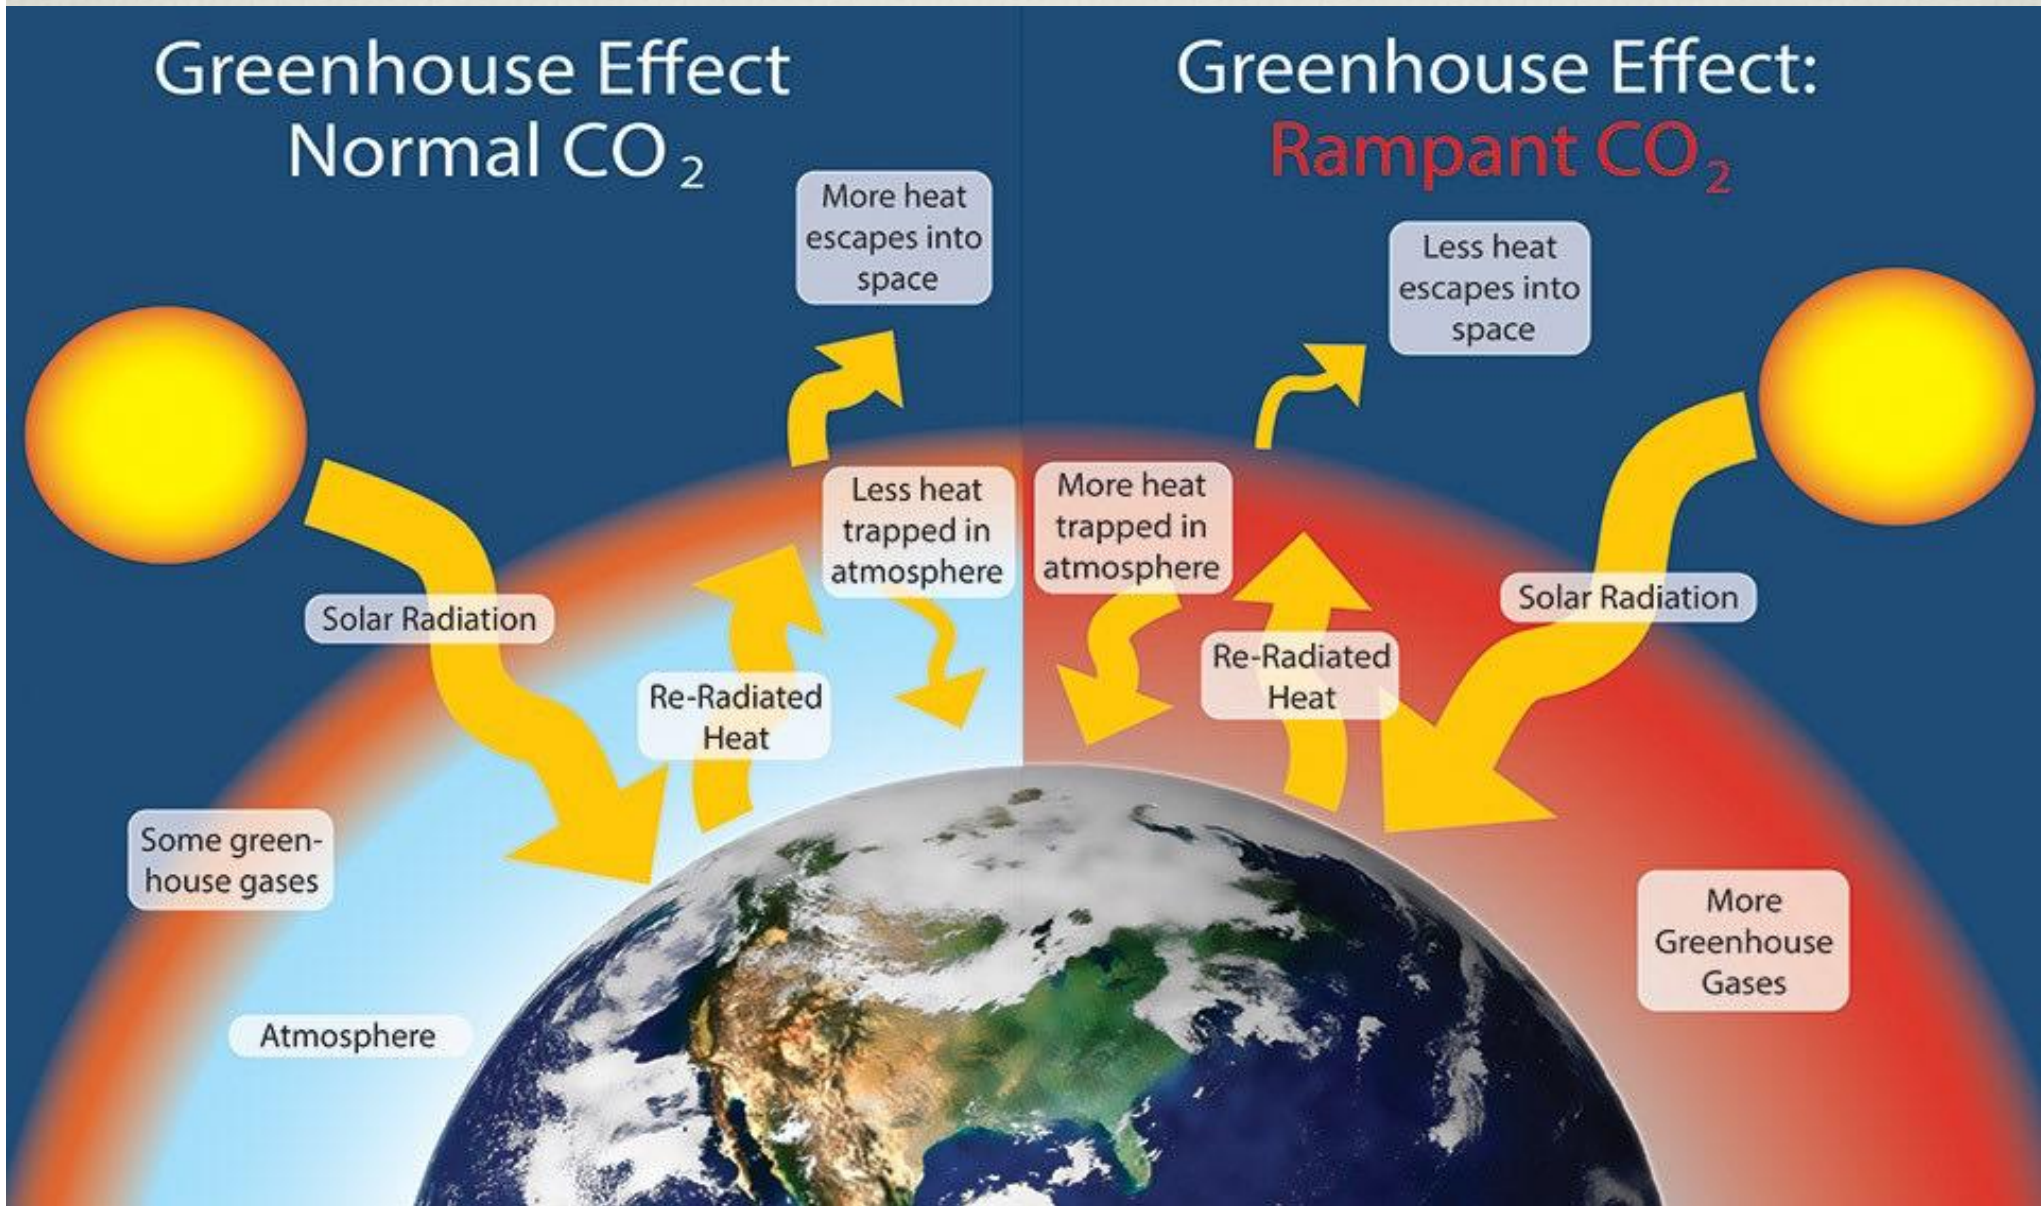 Greenhouse Effect
Normal CO₂
More heat
escapes into
space
Less heat
trapped in
atmosphere
Solar Radiation
Re-Radiated
Heat
Some green-
house gases
Atmosphere
Greenhouse Effect:
Rampant CO₂
Less heat
escapes into
space
More heat
trapped in
atmosphere
Re-Radiated
Heat
Solar Radiation
More
Greenhouse
Gases